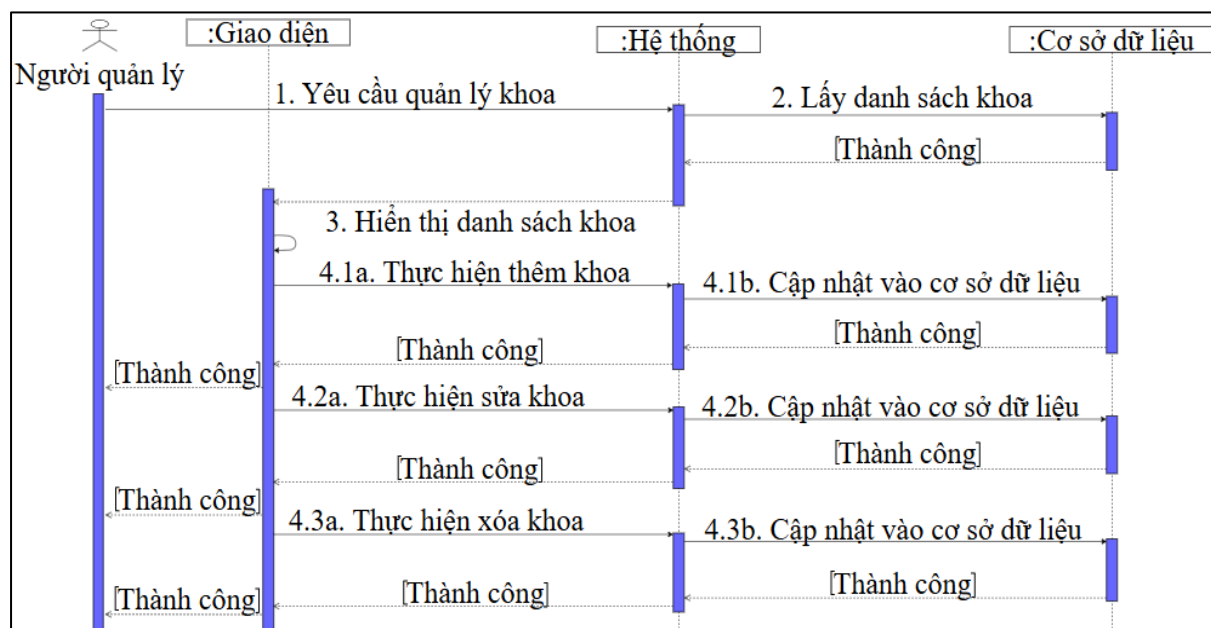 :Giao diện
:Hệ thống
:Cơ sở dữ liệu
Người quản lý
1. Yêu cầu quản lý khoa
2. Lấy danh sách khoa
[Thành công]
3. Hiển thị danh sách khoa
4.1a. Thực hiện thêm khoa
4.1b. Cập nhật vào cơ sở dữ liệu
[Thành công]
[Thành công]
[Thành công]
4.2a. Thực hiện sửa khoa
4.2b. Cập nhật vào cơ sở dữ liệu
[Thành công]
[Thành công]
[Thành công]
4.3a. Thực hiện xóa khoa
4.3b. Cập nhật vào cơ sở dữ liệu
[Thành công]
[Thành công]
[Thành công]